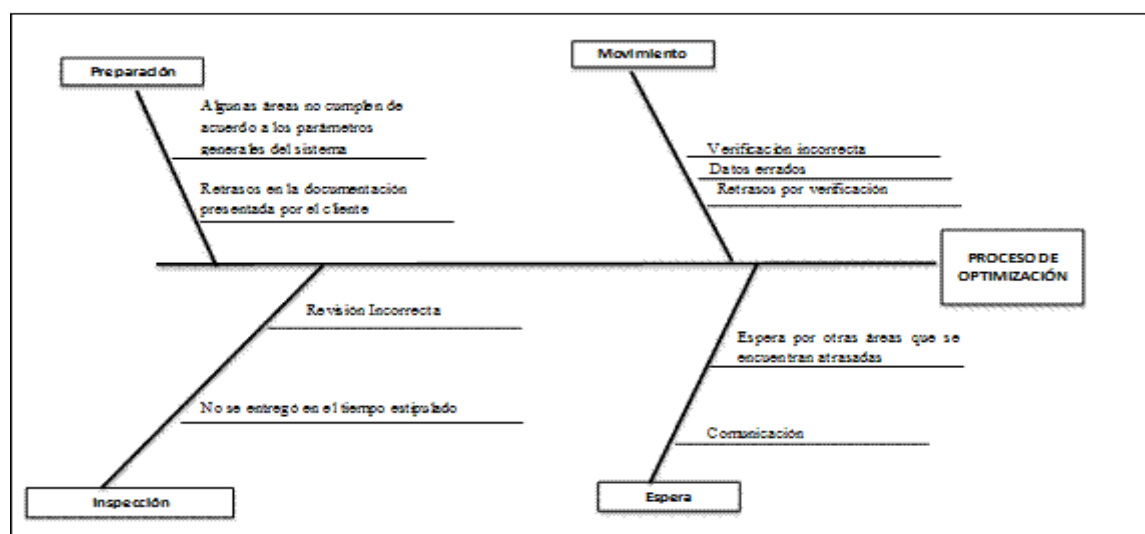 Preparación
Algunas áreas no cumplen de
acuerdo a los parámetros
generales del sistema
Retrasos en la documentación
presentada por el cliente
Movimiento
Verificación incorrecta
Datos errados
Retrasos por verificación
PROCESO DE
OPTIMIZACIÓN
Revisión Incorrecta
No se entregó en el tiempo estipulado
Inspección
Espera por otras áreas que se
encuentran atrasadas
Comunicación
Espera